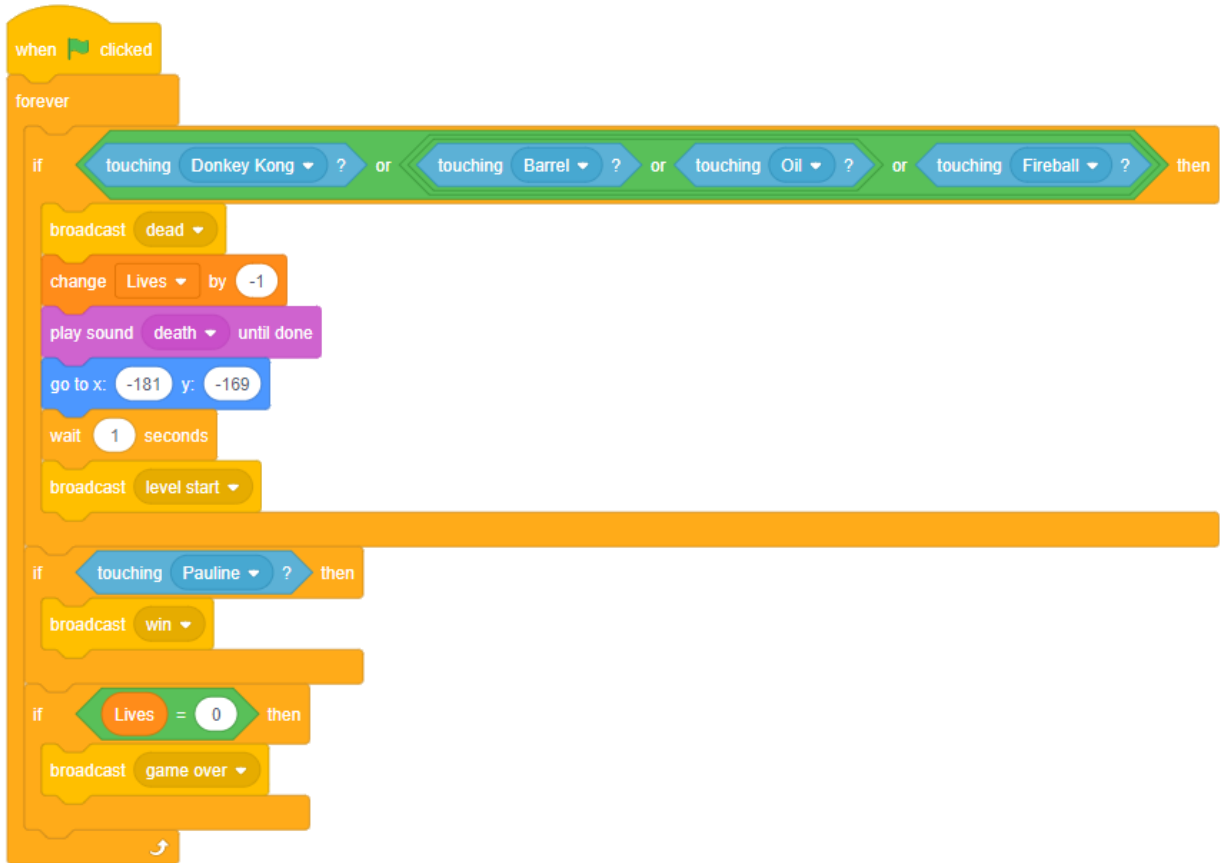 when clicked
forever
if touching Donkey Kong ? or touching Barrel ? or touching Oil ? or touching Fireball ? then
broadcast dead
change Lives by -1
play sound death until done
go to x: -181 y: -169
wait 1 seconds
broadcast level start
if touching Pauline ? then
broadcast win
if Lives = 0 then
broadcast game over